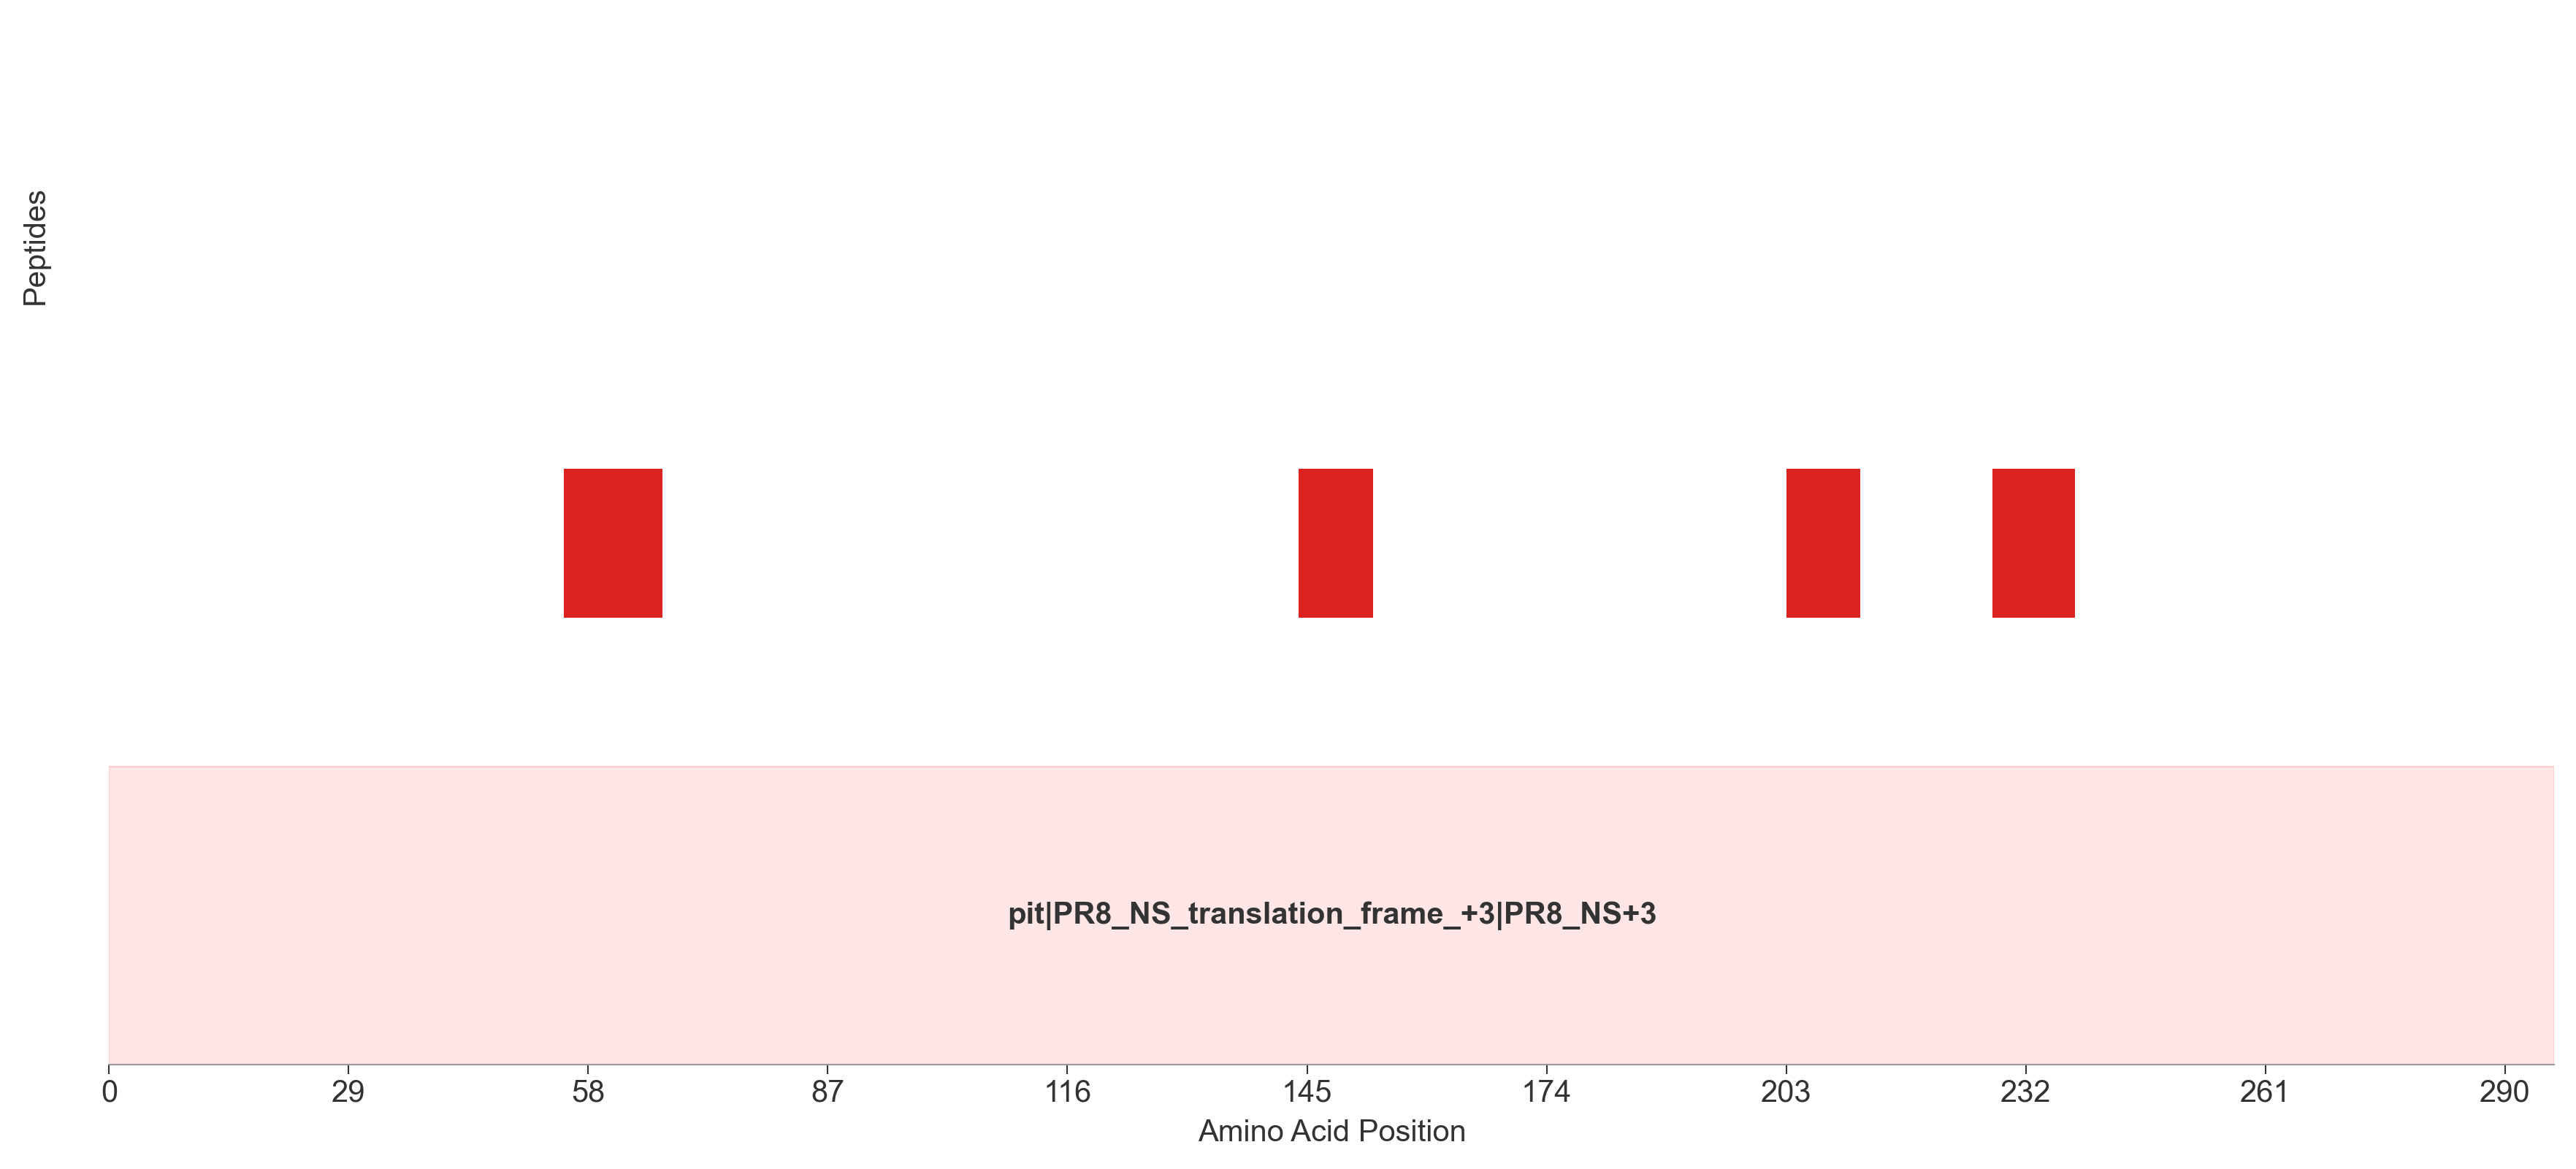 Peptides
pit|PR8_NS_translation_frame_+3|PR8_NS+3
0 29 58 87 116 145 174 203 232 261 290
Amino Acid Position